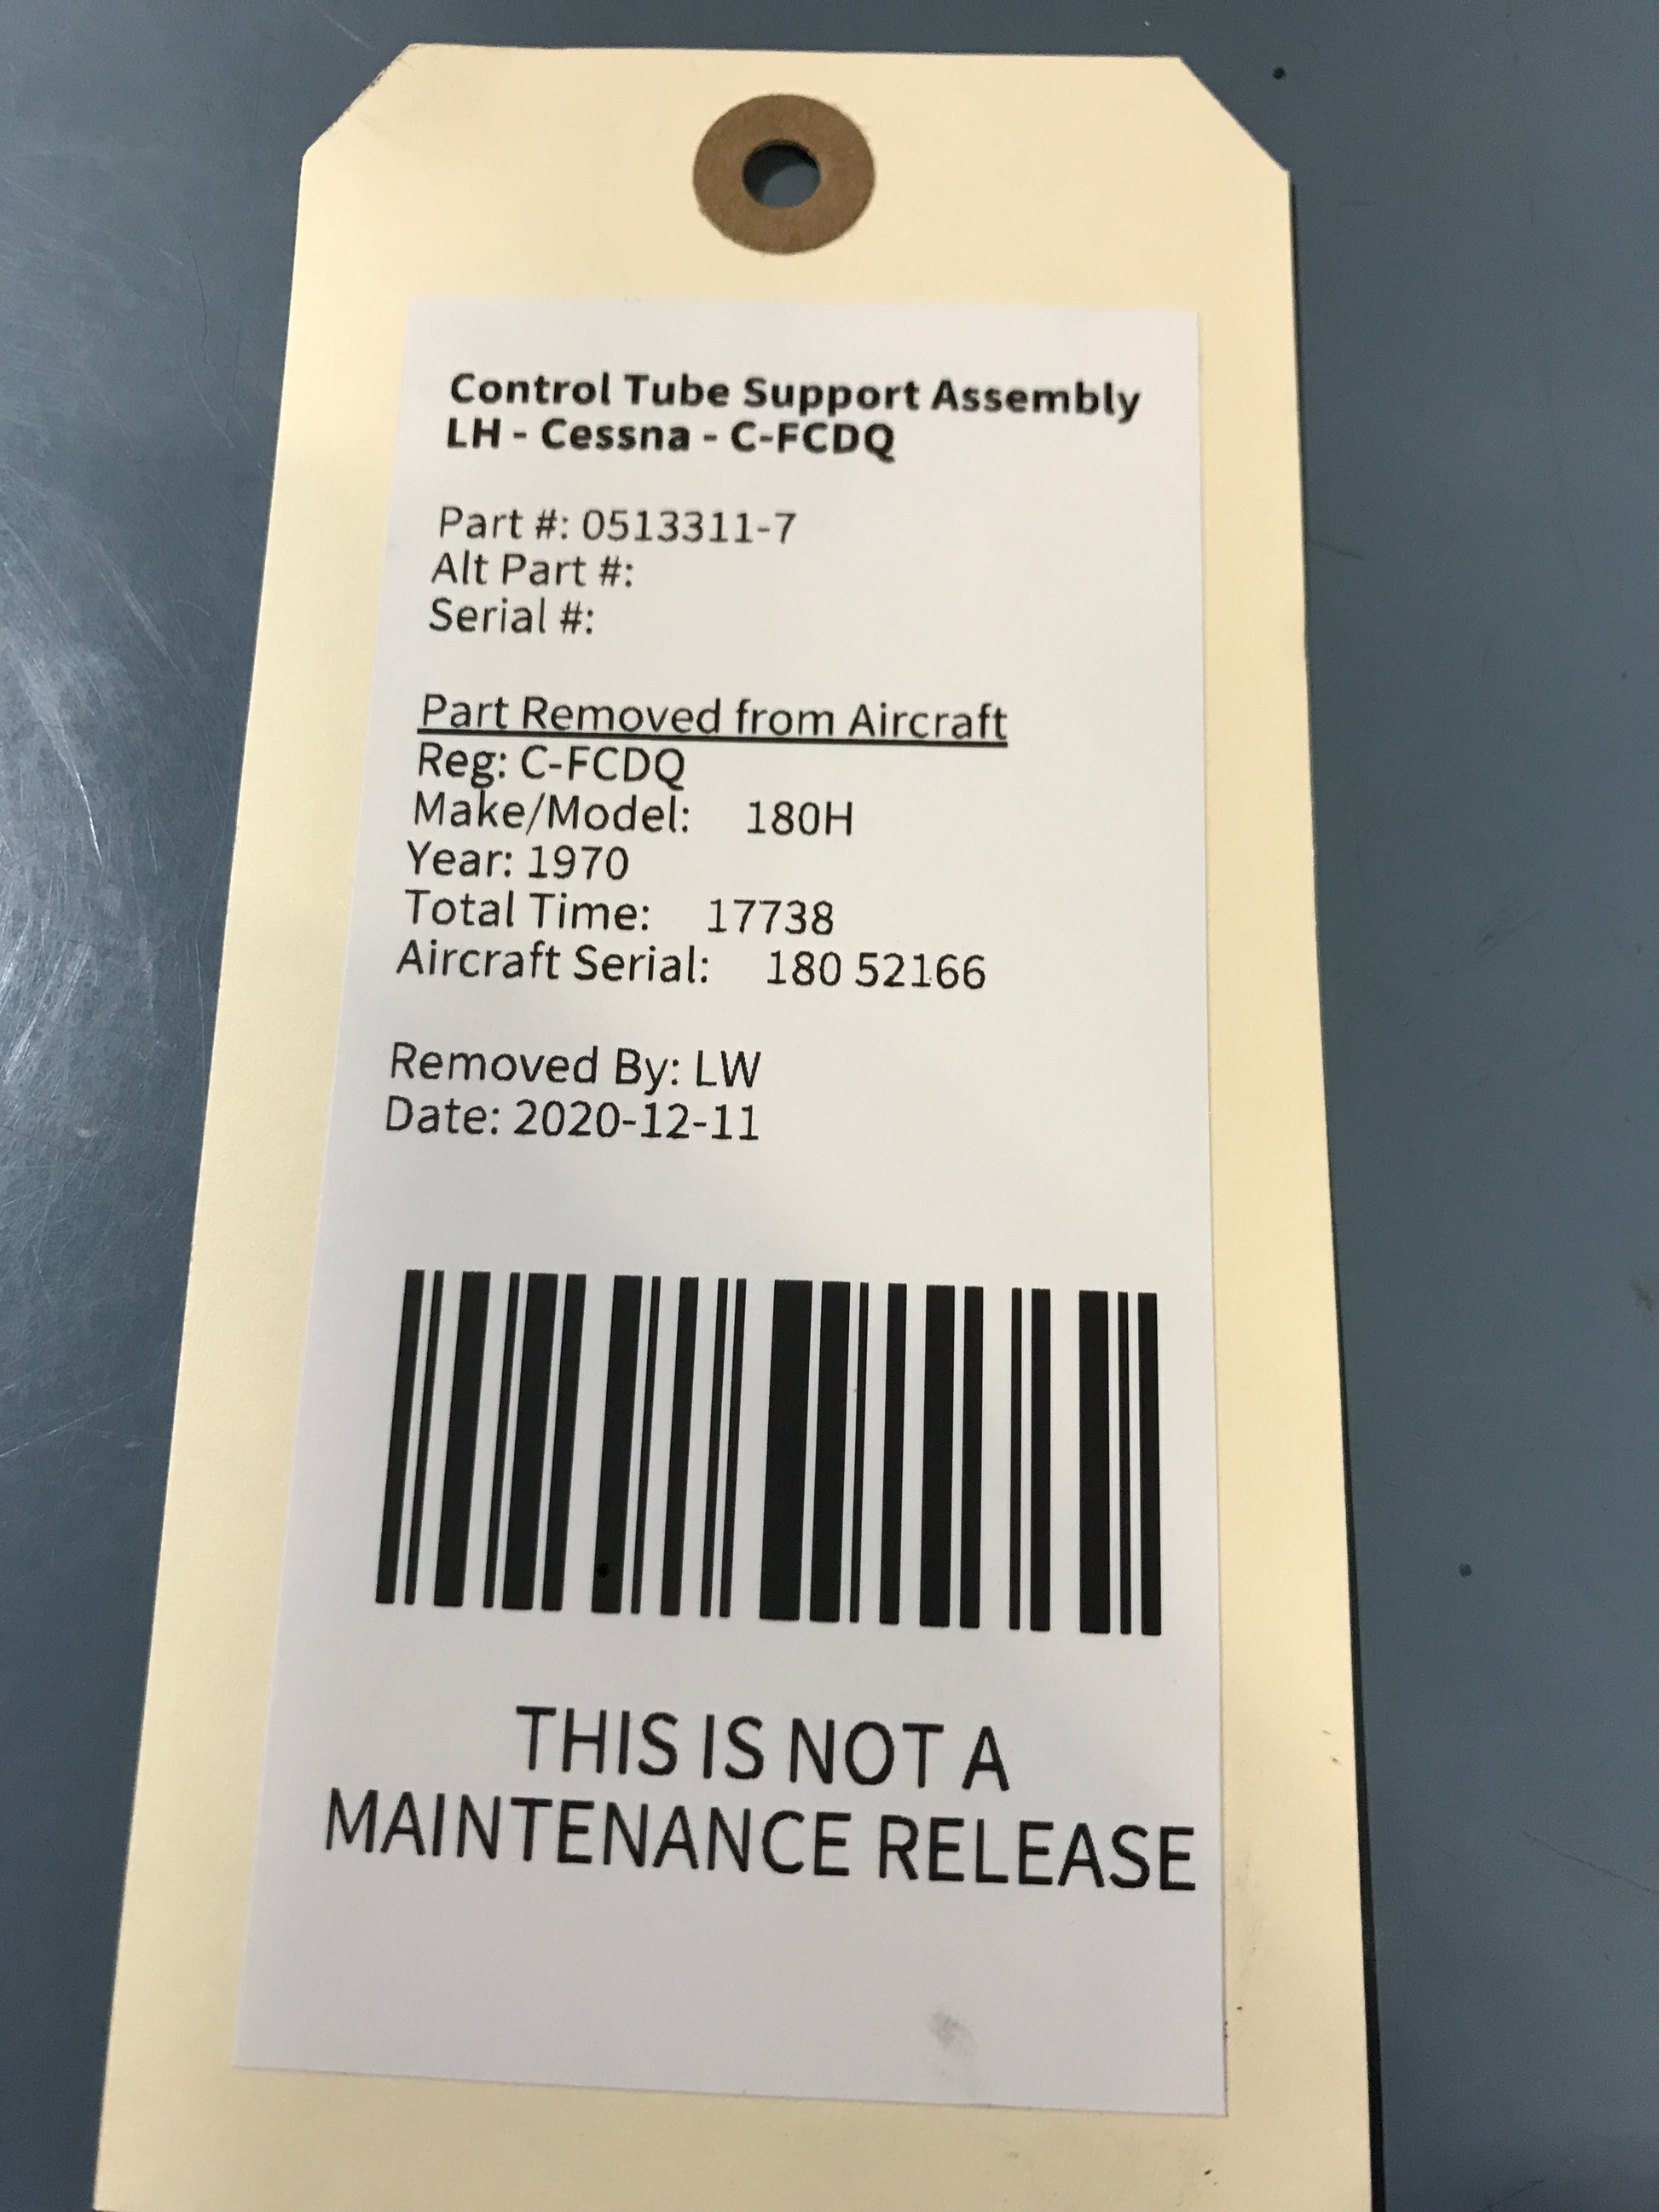 Control Tube Support Assembly
LH - Cessna - C-FCDQ
Part #: 0513311-7
Alt Part #:
Serial #:
Part Removed from Aircraft
Reg: C-FCDQ
Make/Model: 180H
Year: 1970
Total Time: 17738
Aircraft Serial: 180 52166
Removed By: LW
Date: 2020-12-11
THIS IS NOT A
MAINTENANCE RELEASE